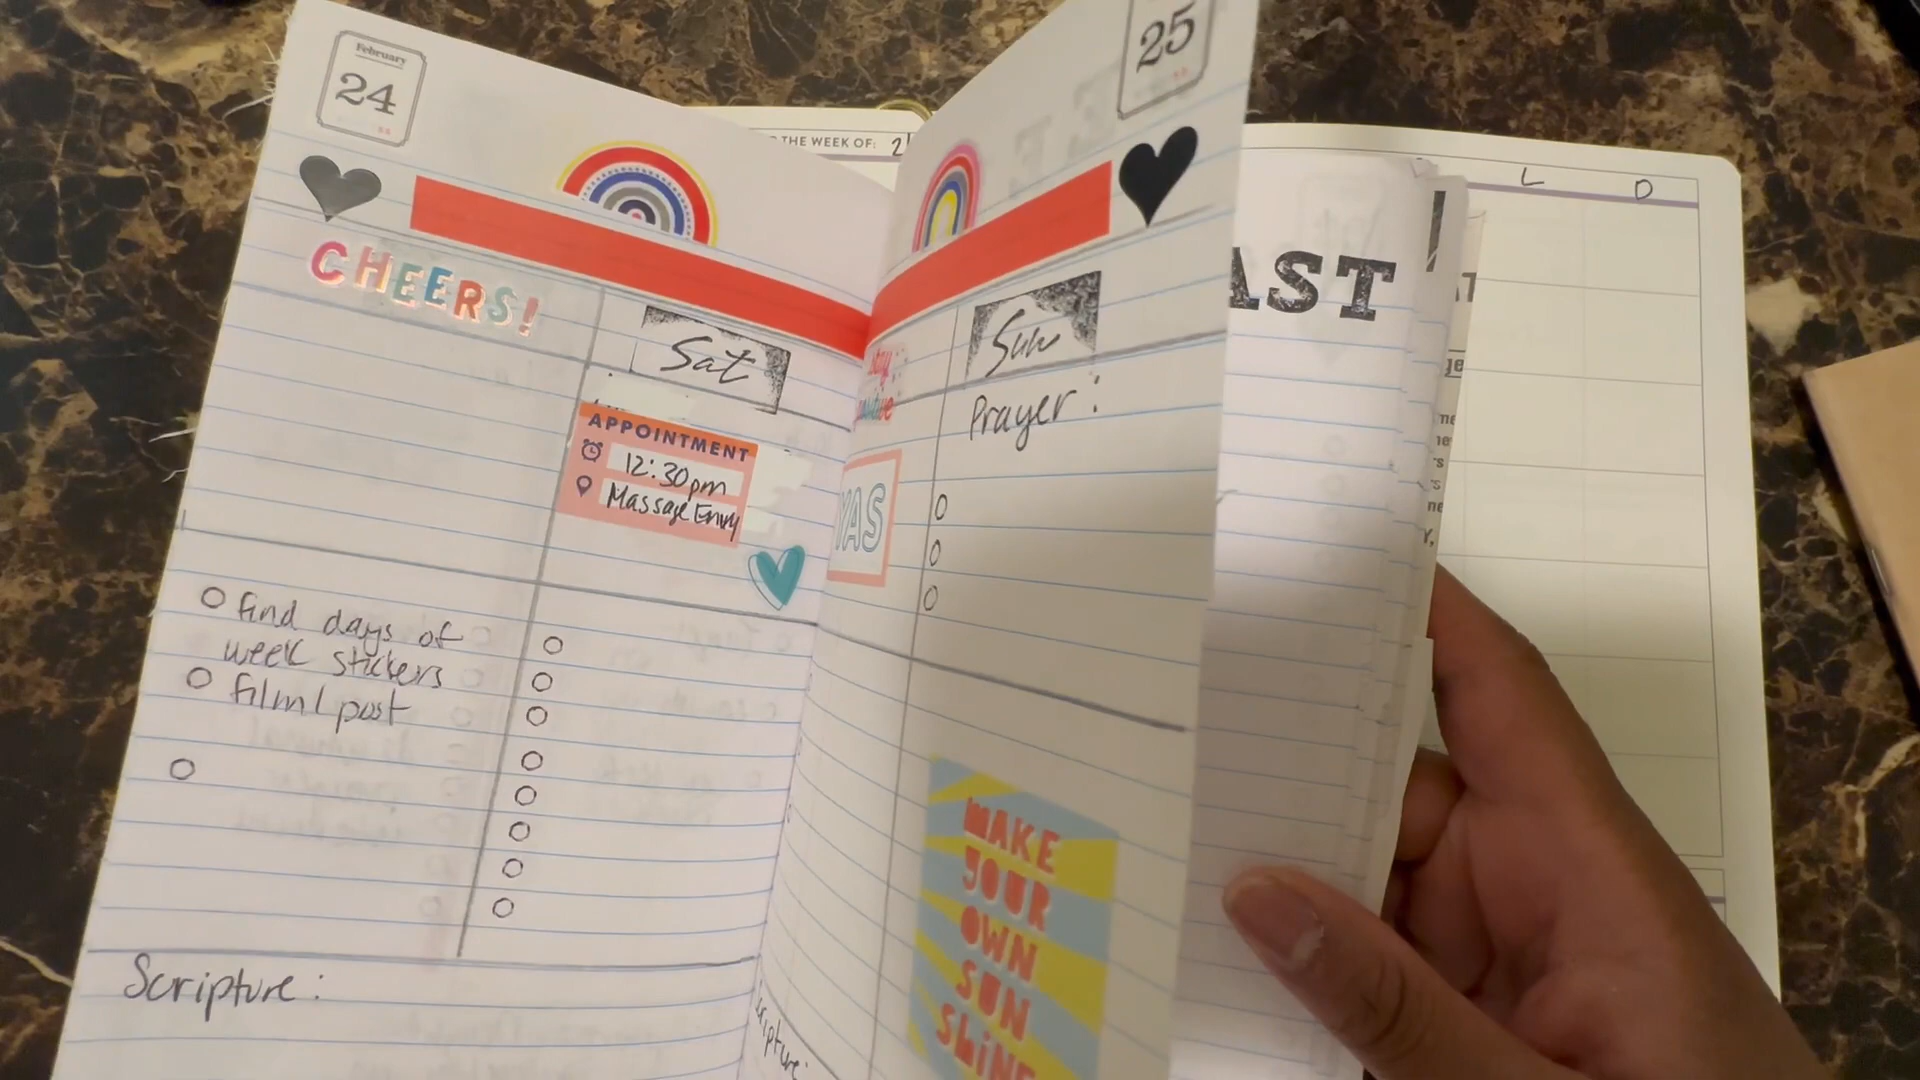 February
24
CHEERS!
Sat
APPOINTMENT
12:30pm
Massage Envy
find days of
week stickers
film/post
Scripture:
25
Sun
Prayer:
YAS
MAKE
YOUR
OWN
SUN
SHINE
THE WEEK OF: 2
AST
L D